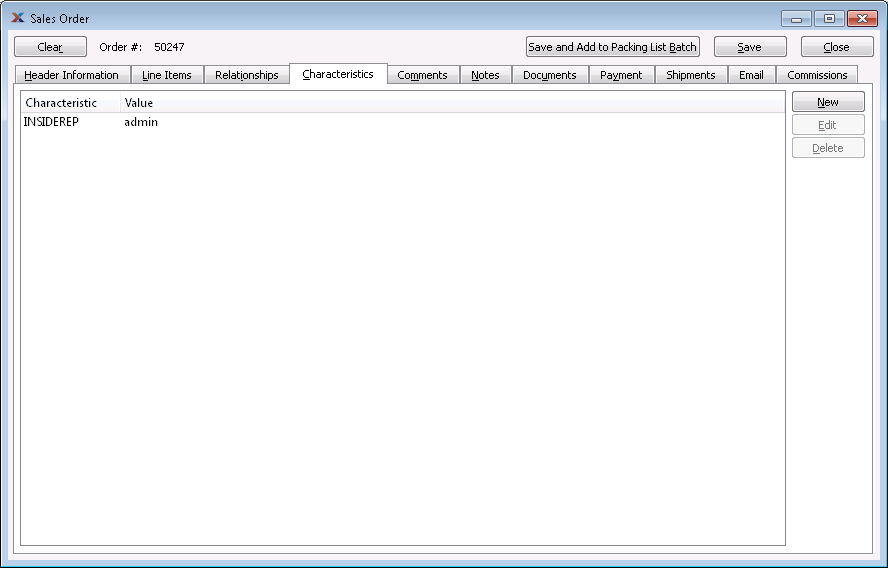 Sales Order
Clear Order #: 50247 Save and Add to Packing List Batch Save Close
Header Information Line Items Relationships Characteristics Comments Notes Documents Payment Shipments Email Commissions
Characteristic Value New
INSIDEREP admin Edit
Delete